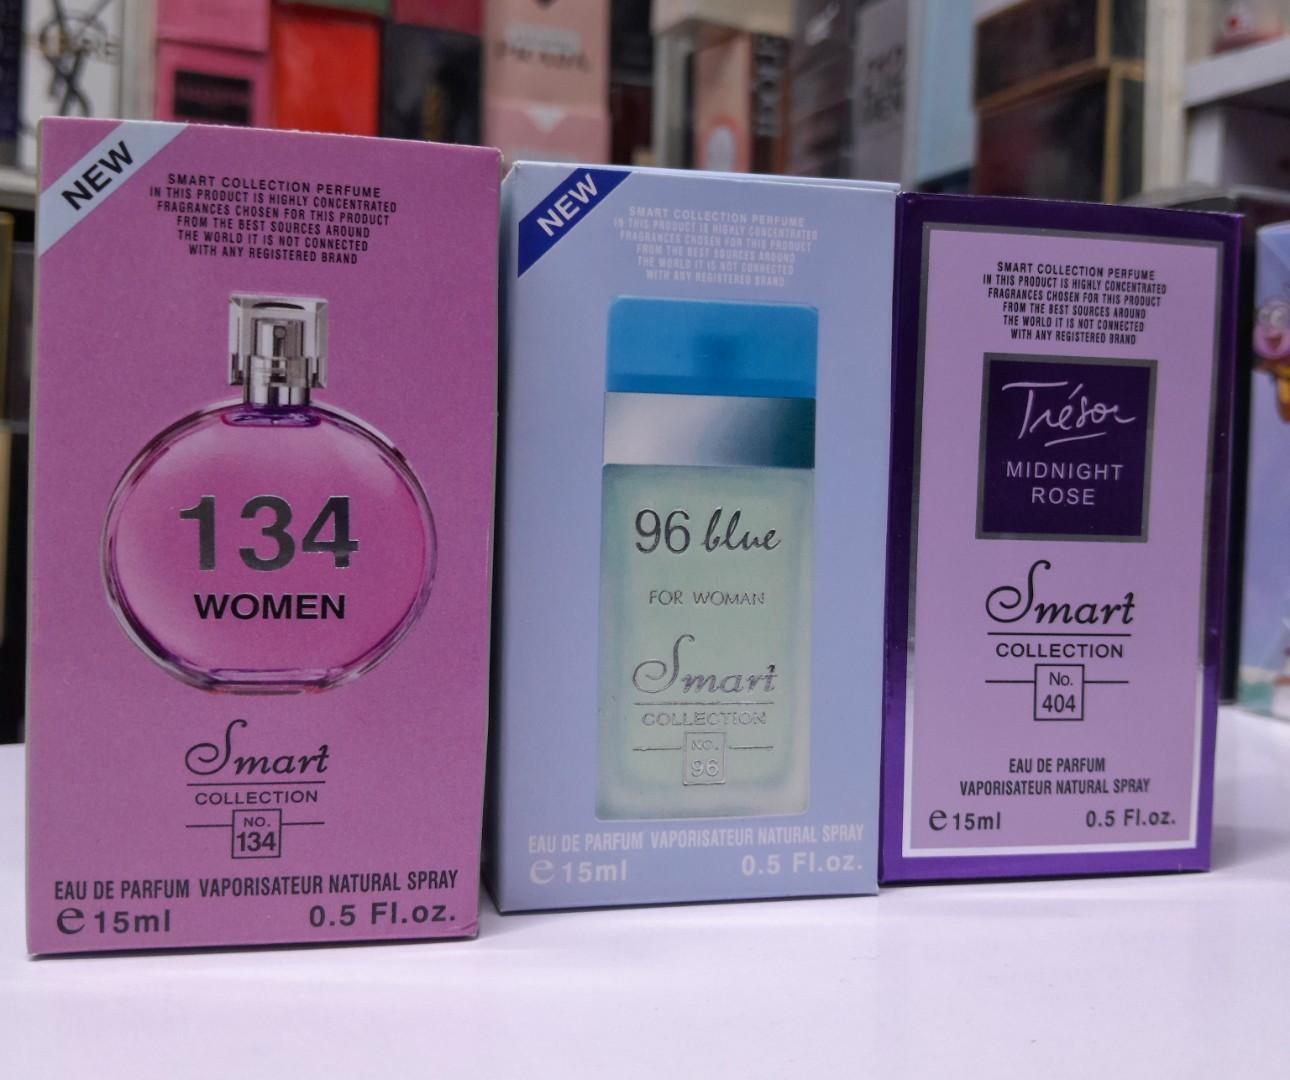 NEW
SMART COLLECTION PERFUME
IN THIS PRODUCT IS HIGHLY CONCENTRATED
FRAGRANCES CHOSEN FOR THIS PRODUCT
FROM THE BEST SOURCES AROUND
THE WORLD IT IS NOT CONNECTED
WITH ANY REGISTERED BRAND
134
WOMEN
Smart
COLLECTION
NO.
134
EAU DE PARFUM VAPORISATEUR NATURAL SPRAY
e 15ml 0.5 Fl.oz.
NEW
SMART COLLECTION PERFUME
IN THIS PRODUCT IS HIGHLY CONCENTRATED
FRAGRANCES CHOSEN FOR THIS PRODUCT
FROM THE BEST SOURCES AROUND
THE WORLD IT IS NOT CONNECTED
WITH ANY REGISTERED BRAND
96 blue
FOR WOMAN
Smart
COLLECTION
NO.
96
EAU DE PARFUM VAPORISATEUR NATURAL SPRAY
e 15ml 0.5 Fl.oz.
SMART COLLECTION PERFUME
IN THIS PRODUCT IS HIGHLY CONCENTRATED
FRAGRANCES CHOSEN FOR THIS PRODUCT
FROM THE BEST SOURCES AROUND
THE WORLD IT IS NOT CONNECTED
WITH ANY REGISTERED BRAND
Trésor
MIDNIGHT
ROSE
Smart
COLLECTION
No.
404
EAU DE PARFUM
VAPORISATEUR NATURAL SPRAY
e 15ml 0.5 Fl.oz.